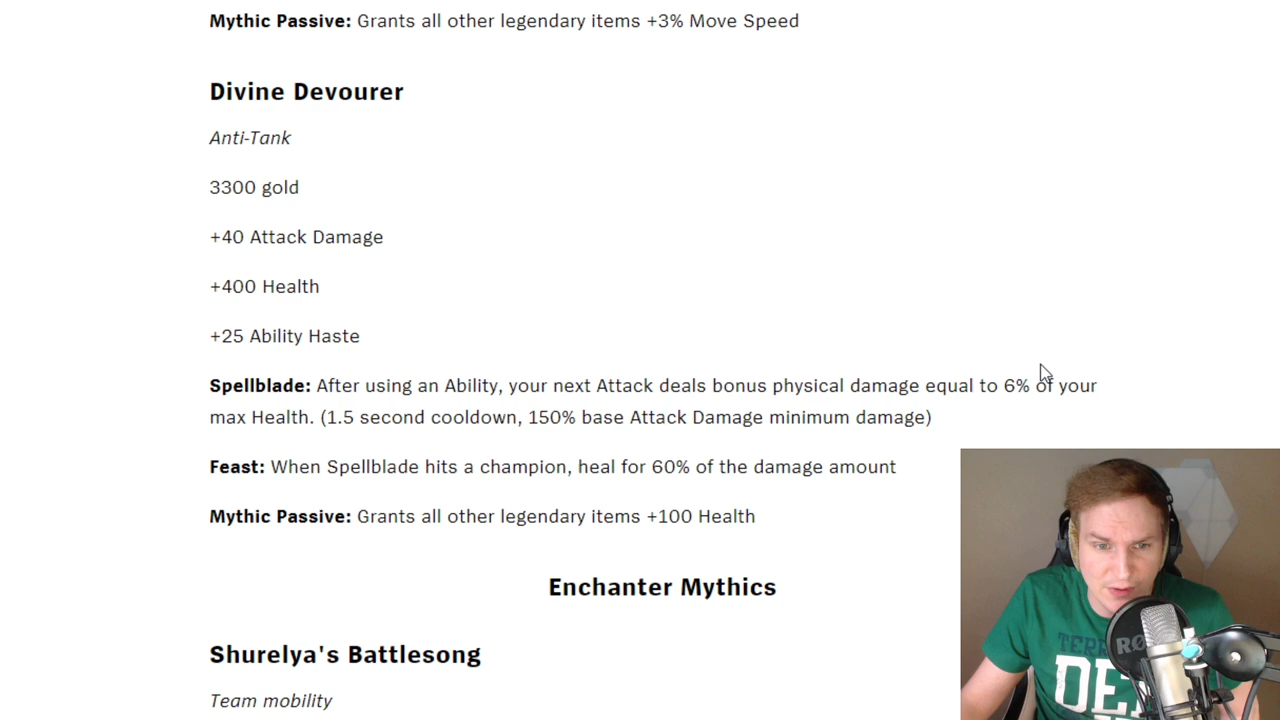 Mythic Passive: Grants all other legendary items +3% Move Speed
Divine Devourer
Anti-Tank
3300 gold
+40 Attack Damage
+400 Health
+25 Ability Haste
Spellblade: After using an Ability, your next Attack deals bonus physical damage equal to 6% of your
max Health. (1.5 second cooldown, 150% base Attack Damage minimum damage)
Feast: When Spellblade hits a champion, heal for 60% of the damage amount
Mythic Passive: Grants all other legendary items +100 Health
Enchanter Mythics
Shurelya's Battlesong
Team mobility